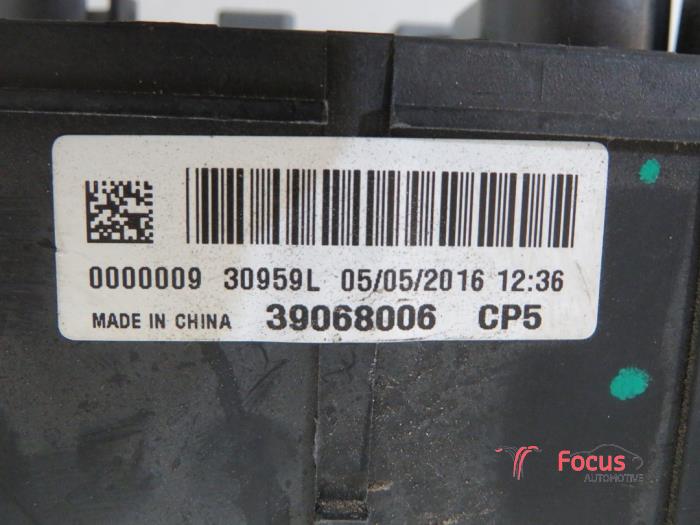 0000009 30959L 05/05/2016 12:36
MADE IN CHINA 39068006 CP5
Focus
AUTOMOTIVE